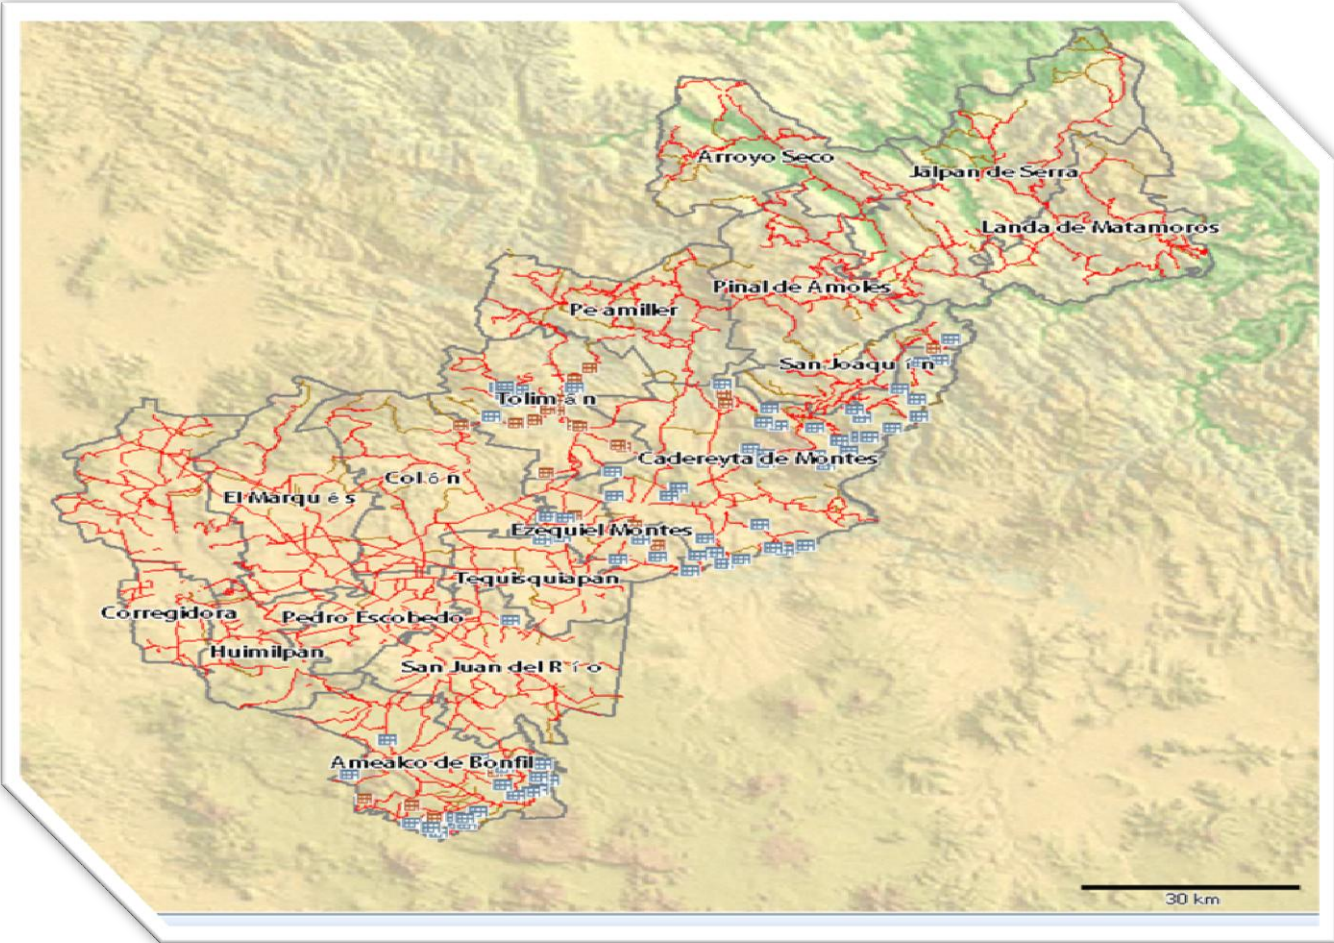 Arroyo Seco
Jalpan de Serra
Landa de Matamoros
Pinal de Amoles
Pe amiller
San Joaqu ín
Tolim á n
Cadereyta de Montes
Col ó n
El Marqu é s
Ezequiel Montes
Tequisquiapan
Corregidora
Pedro Escobedo
Huimilpan
San Juan del R í o
Amealco de Bonfil
30 km